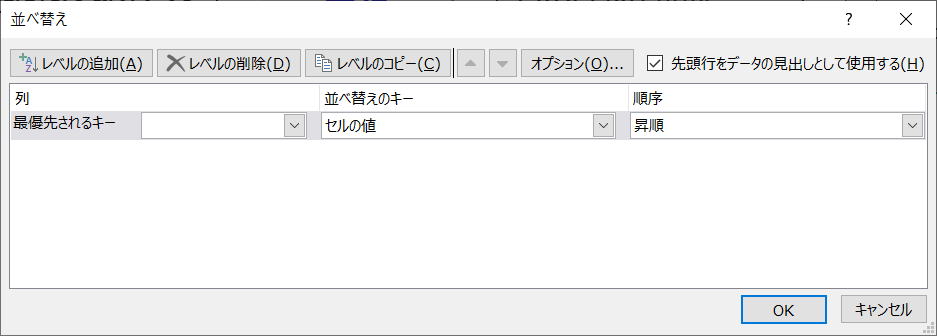 並べ替え
レベルの追加(A) レベルの削除(D) レベルのコピー(C) オプション(O)... 先頭行をデータの見出しとして使用する(H)
列 並べ替えのキー 順序
最優先されるキー セルの値 昇順
OK キャンセル